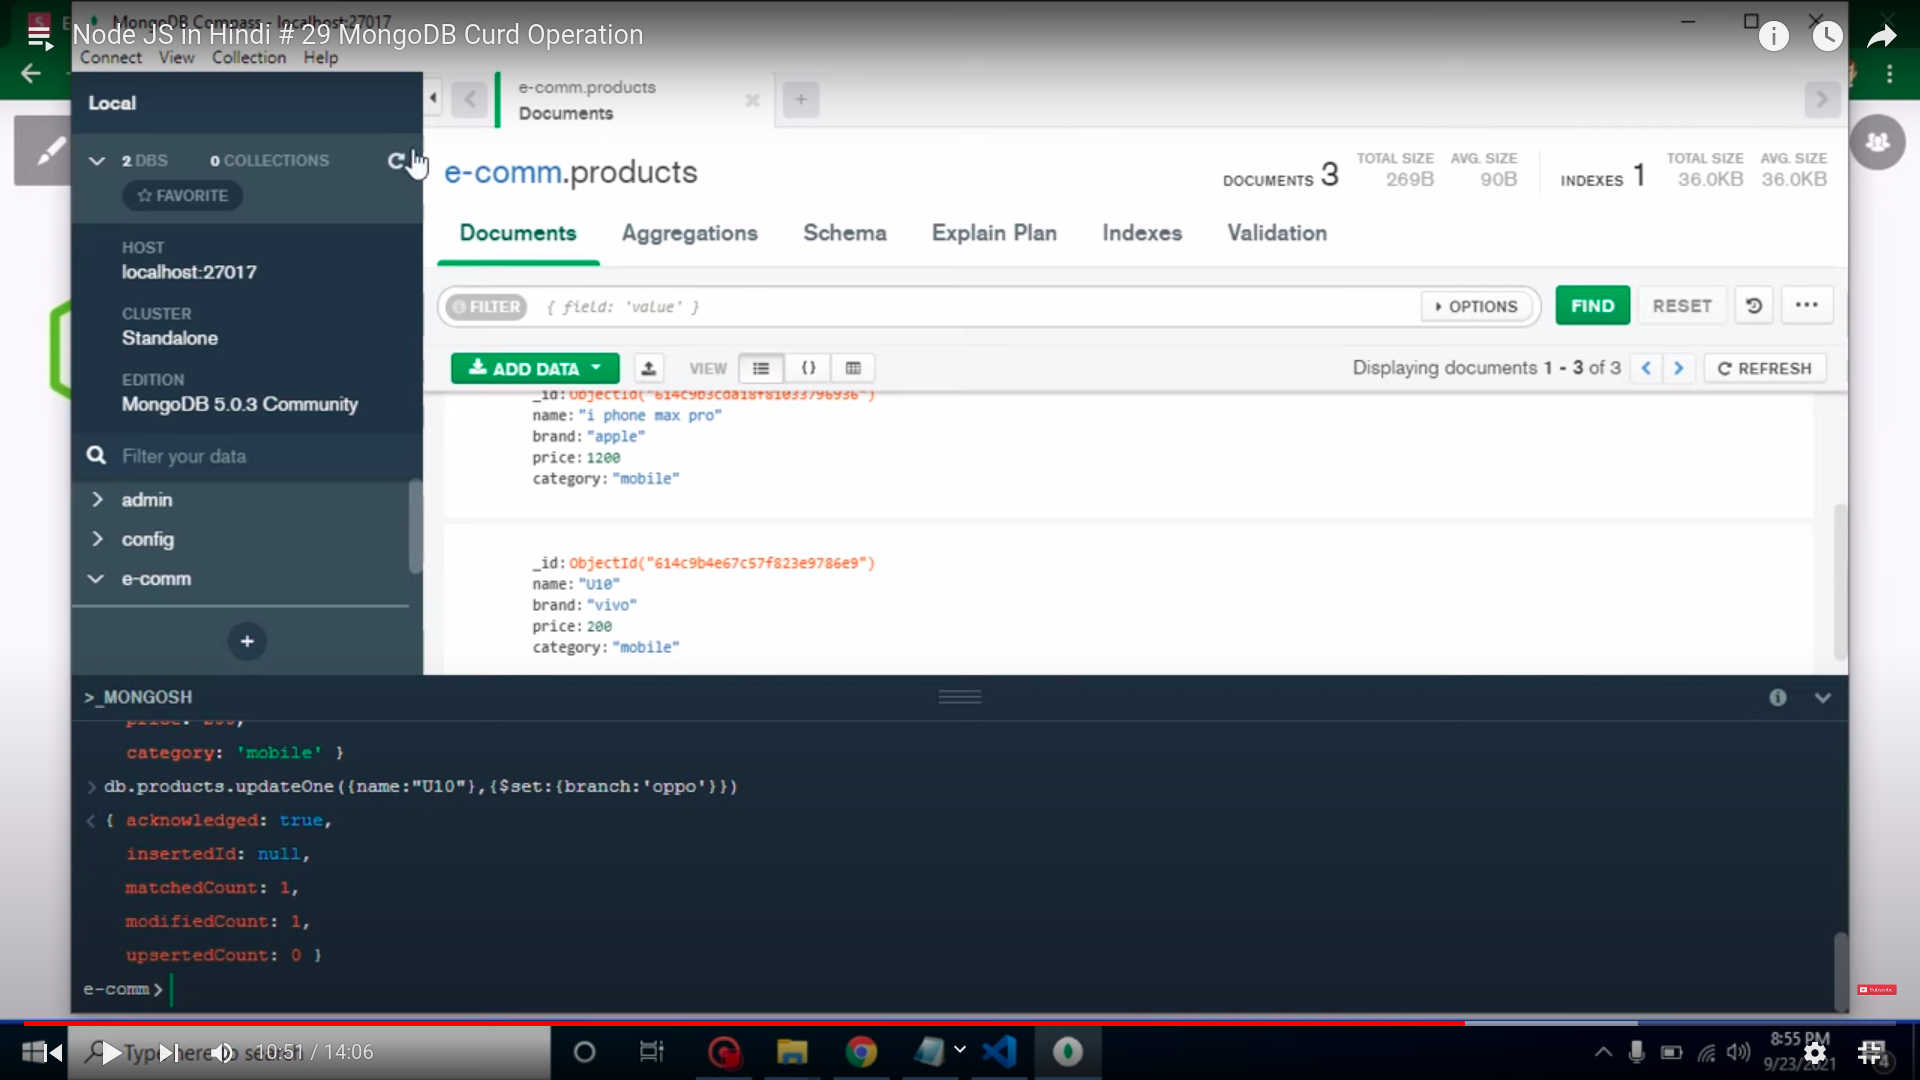 MongoDB Compass - localhost:27017
Node JS in Hindi # 29 MongoDB Curd Operation
Connect View Collection Help
Local
e-comm.products
Documents
2 DBS 0 COLLECTIONS
FAVORITE
e-comm.products
DOCUMENTS 3 TOTAL SIZE 269B AVG. SIZE 90B INDEXES 1 TOTAL SIZE 36.0KB AVG. SIZE 36.0KB
HOST
localhost:27017
CLUSTER
Standalone
EDITION
MongoDB 5.0.3 Community
Filter your data
admin
config
e-comm
Documents Aggregations Schema Explain Plan Indexes Validation
FILTER { field: 'value' } OPTIONS FIND RESET
ADD DATA VIEW {} Displaying documents 1 - 3 of 3 REFRESH
_id: ObjectId("614c9b3cda18f81033796936")
name: "i phone max pro"
brand: "apple"
price: 1200
category: "mobile"
_id: ObjectId("614c9b4e67c57f823e9786e9")
name: "U10"
brand: "vivo"
price: 200
category: "mobile"
>_MONGOSH
category: 'mobile' }
> db.products.updateOne({name:"U10"},{$set:{branch:'oppo'}})
< { acknowledged: true,
insertedId: null,
matchedCount: 1,
modifiedCount: 1,
upsertedCount: 0 }
e-comm>
Subscribe
Type here to search
10:51 / 14:06
8:55 PM
9/23/2021
4